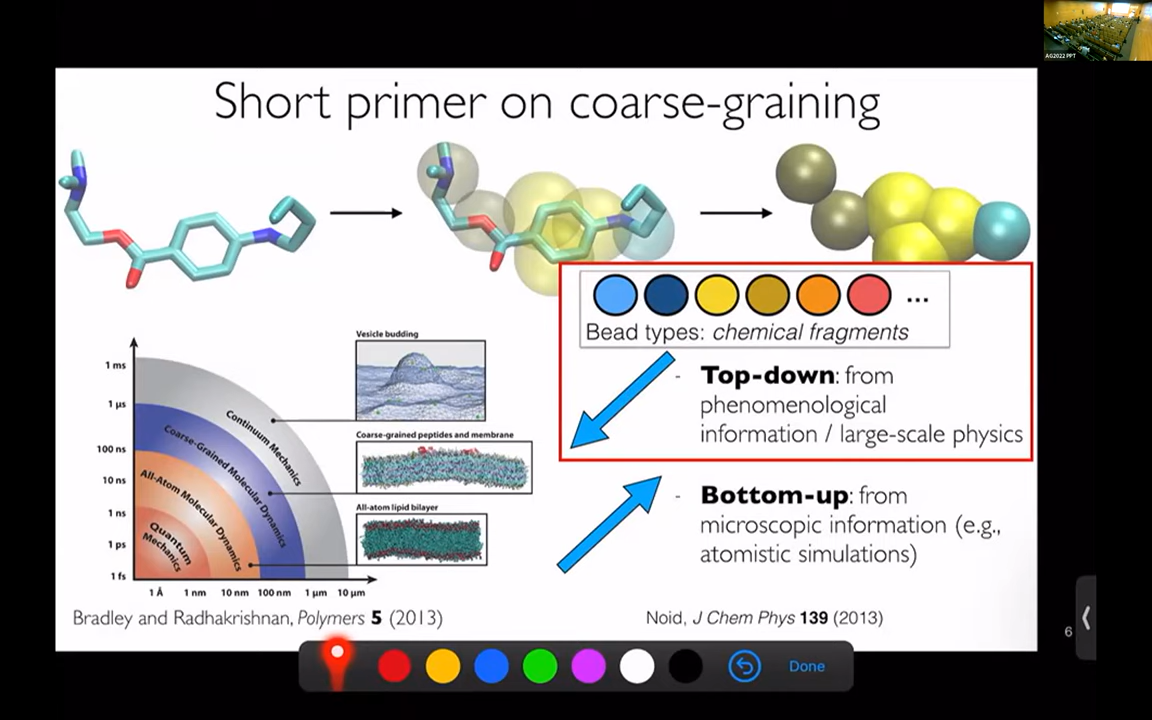 AG2022 PPT
Short primer on coarse-graining
...
Bead types: chemical fragments
- Top-down: from
phenomenological
information / large-scale physics
- Bottom-up: from
microscopic information (e.g.,
atomistic simulations)
1 ms
1 µs
100 ns
10 ns
1 ns
1 ps
1 fs
1 Å 1 nm 10 nm 100 nm 1 µm 10 µm
Continuum Mechanics
Coarse-Grained Molecular Dynamics
All-Atom Molecular Dynamics
Quantum
Mechanics
Vesicle budding
Coarse-grained peptides and membrane
All-atom lipid bilayer
Bradley and Radhakrishnan, Polymers 5 (2013)
Noid, J Chem Phys 139 (2013)
6
Done